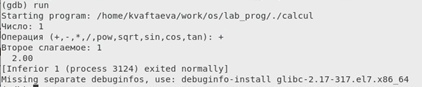 (gdb) run
Starting program: /home/kvaftaeva/work/os/lab_prog/./calcul
Число: 1
Операция (+,-,*,/,pow,sqrt,sin,cos,tan): +
Второе слагаемое: 1
2.00
[Inferior 1 (process 3124) exited normally]
Missing separate debuginfos, use: debuginfo-install glibc-2.17-317.el7.x86_64